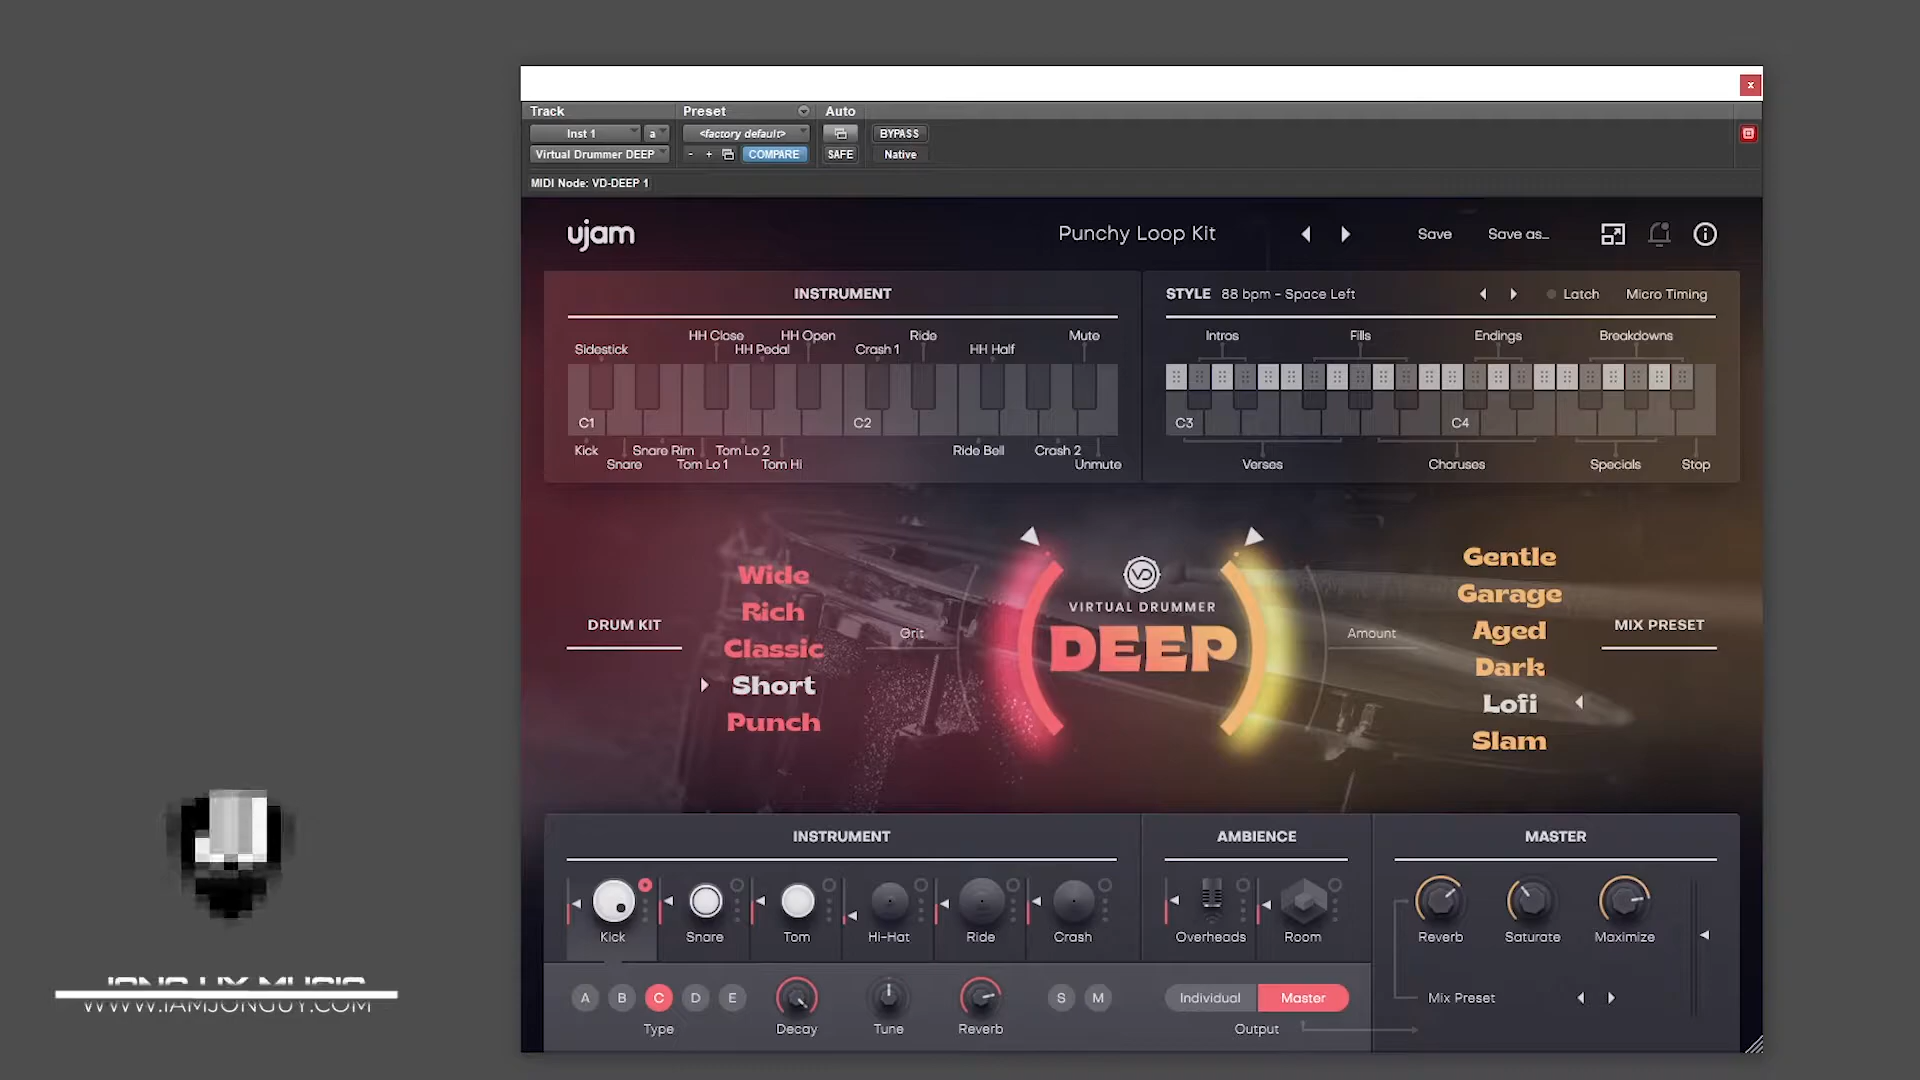 Track Preset Auto
Inst 1 a <factory default> BYPASS
Virtual Drummer DEEP - + COMPARE SAFE Native
MIDI Node: VD-DEEP 1
ujam Punchy Loop Kit Save Save as...
INSTRUMENT
HH Close HH Open Ride Mute
Sidestick HH Pedal Crash 1 HH Half
C1 C2
Kick Snare Rim Tom Lo 2 Ride Bell Crash 2
Snare Tom Lo 1 Tom Hi Unmute
STYLE 88 bpm - Space Left Latch Micro Timing
Intros Fills Endings Breakdowns
C3 C4
Verses Choruses Specials Stop
DRUM KIT
Wide
Rich
Classic
Short
Punch
Grit
VD
VIRTUAL DRUMMER
DEEP
Amount
Gentle
Garage
Aged
Dark
Lofi
Slam
MIX PRESET
INSTRUMENT
Kick Snare Tom Hi-Hat Ride Crash
A B C D E S M
Type Decay Tune Reverb
AMBIENCE
Overheads Room
Individual Master
Output
MASTER
Reverb Saturate Maximize
Mix Preset
WWW.IAMJONGUY.COM